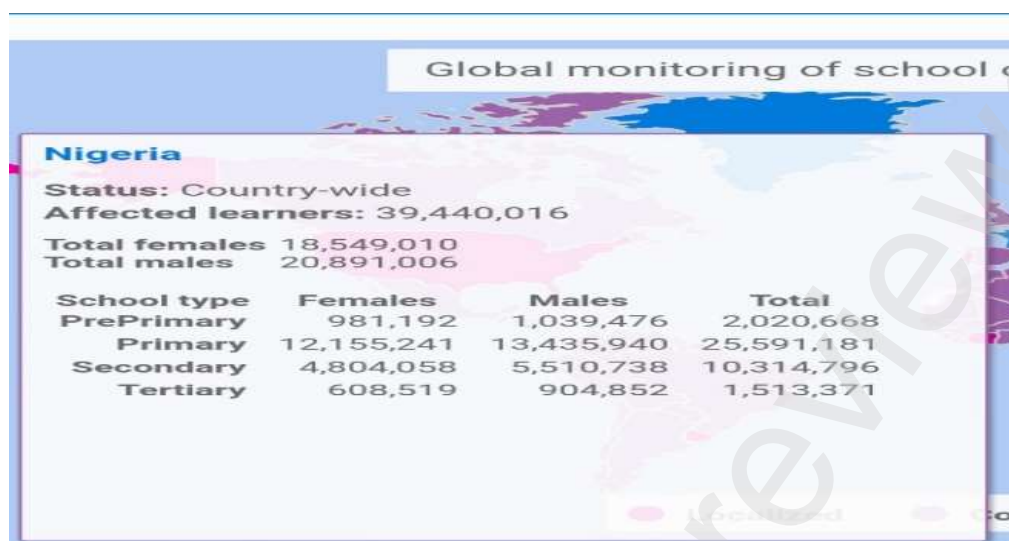 Global monitoring of school
Nigeria
Status: Country-wide
Affected learners: 39,440,016
Total females 18,549,010
Total males 20,891,006
School type Females Males Total
PrePrimary 981,192 1,039,476 2,020,668
Primary 12,155,241 13,435,940 25,591,181
Secondary 4,804,058 5,510,738 10,314,796
Tertiary 608,519 904,852 1,513,371
Localized Co
review